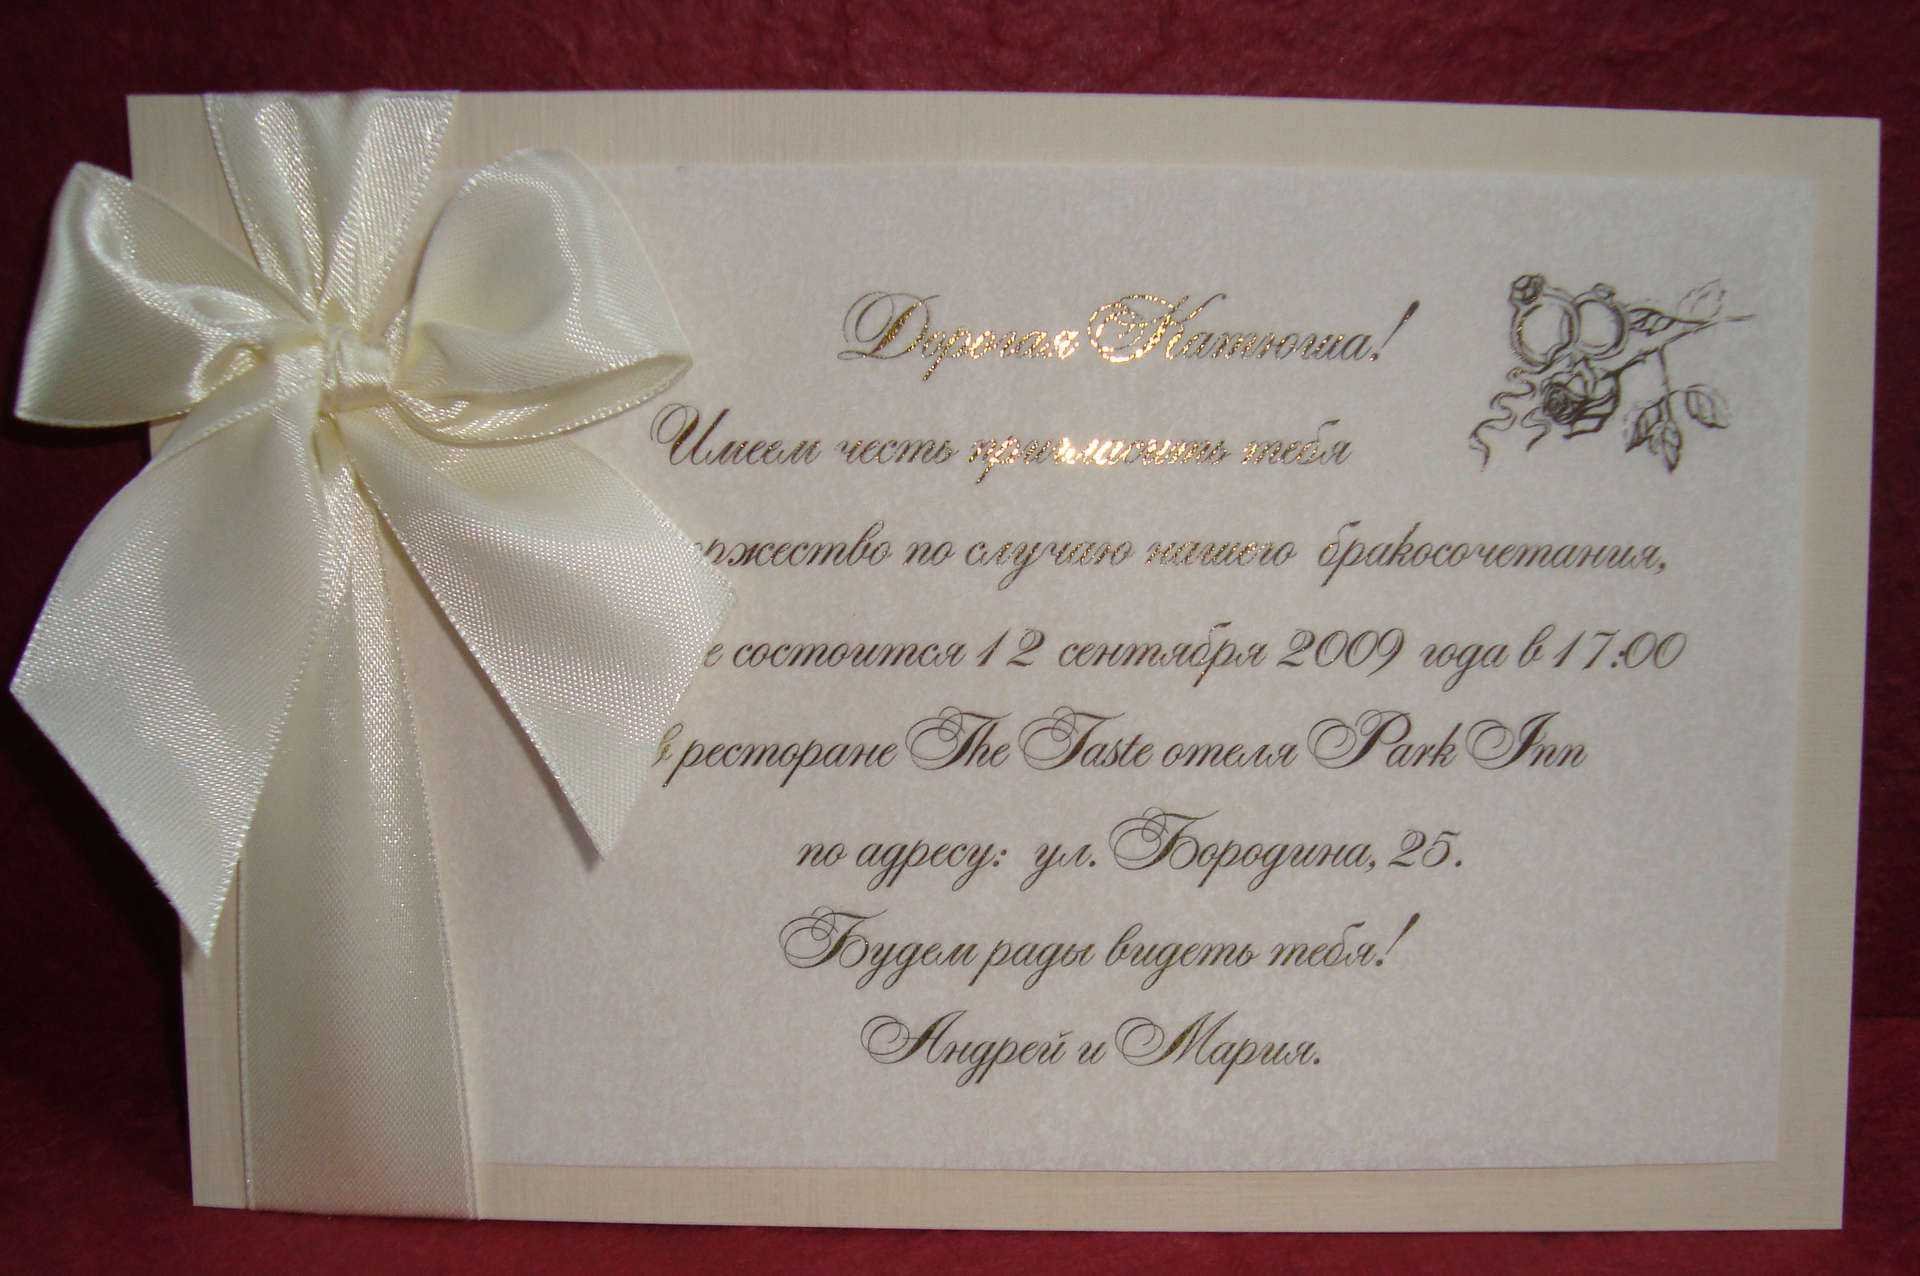 Дорогая Катюша!
Имеем честь пригласить тебя
по случаю нашего бракосочетания,
состоится 12 сентября 2009 года в 17:00
в ресторане The Taste отеля Park Inn
по адресу: ул. Бородина, 25.
Будем рады видеть тебя!
Андрей и Мария.